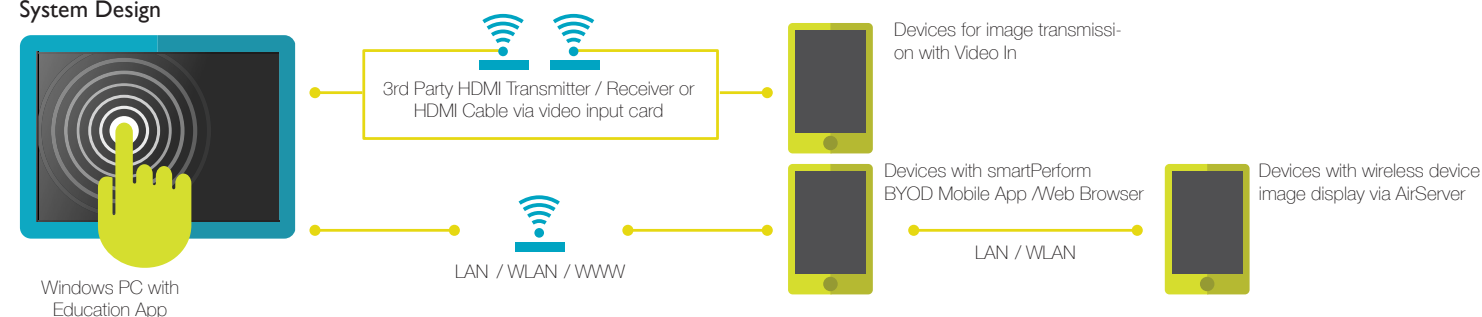 System Design
3rd Party HDMI Transmitter / Receiver or
HDMI Cable via video input card
Devices for image transmissi-
on with Video In
Windows PC with
Education App
LAN / WLAN / WWW
Devices with smartPerform
BYOD Mobile App /Web Browser
LAN / WLAN
Devices with wireless device
image display via AirServer